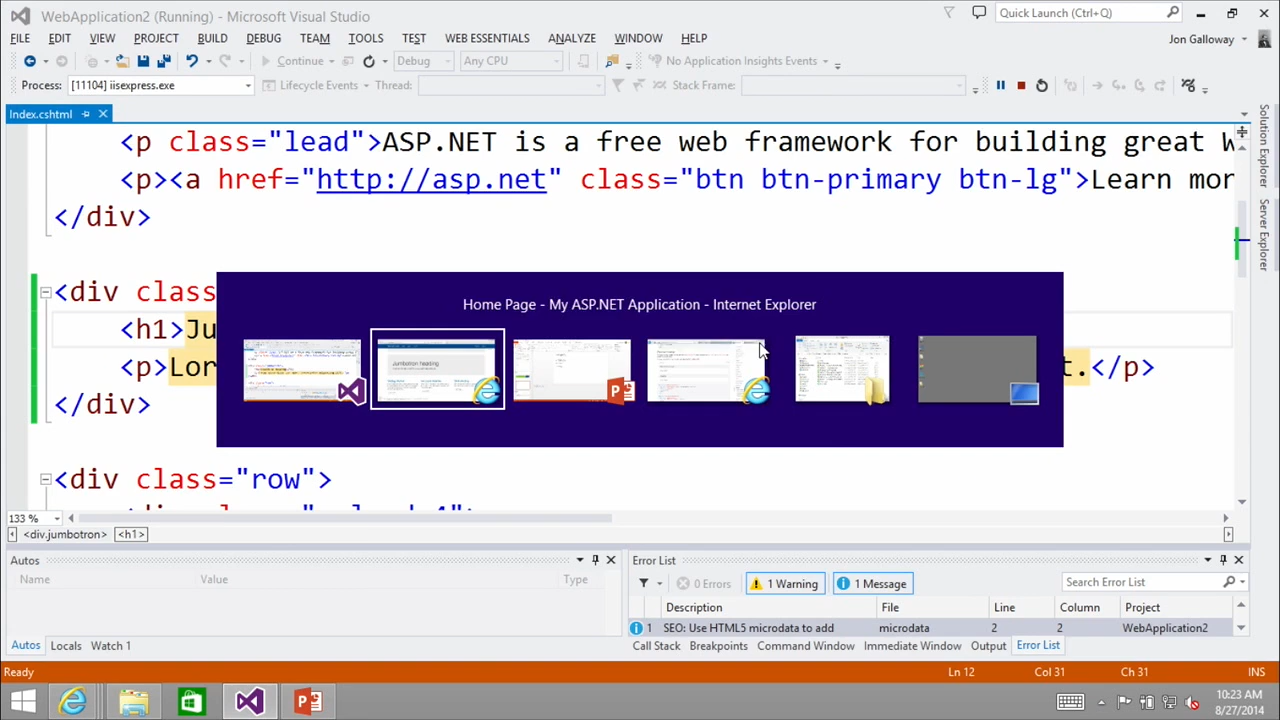 WebApplication2 (Running) - Microsoft Visual Studio
Quick Launch (Ctrl+Q)
FILE EDIT VIEW PROJECT BUILD DEBUG TEAM TOOLS TEST WEB ESSENTIALS ANALYZE WINDOW HELP
Jon Galloway
Continue Debug Any CPU No Application Insights Events
Process: [11104] iisexpress.exe Lifecycle Events Thread: Stack Frame:
Index.cshtml
Solution Explorer
Server Explorer
<p class="lead">ASP.NET is a free web framework for building great W
<p><a href="http://asp.net" class="btn btn-primary btn-lg">Learn mor
</div>
<div class
Home Page - My ASP.NET Application - Internet Explorer
<h1>Ju
<p>Lor t.</p>
Jumbotron heading
</div>
<div class="row">
133 %
<div.jumbotron> <h1>
Autos
Name Value Type
Autos Locals Watch 1
Error List
0 Errors 1 Warning 1 Message Search Error List
Description File Line Column Project
1 SEO: Use HTML5 microdata to add microdata 2 2 WebApplication2
Call Stack Breakpoints Command Window Immediate Window Output Error List
Ready Ln 12 Col 31 Ch 31 INS
10:23 AM
8/27/2014